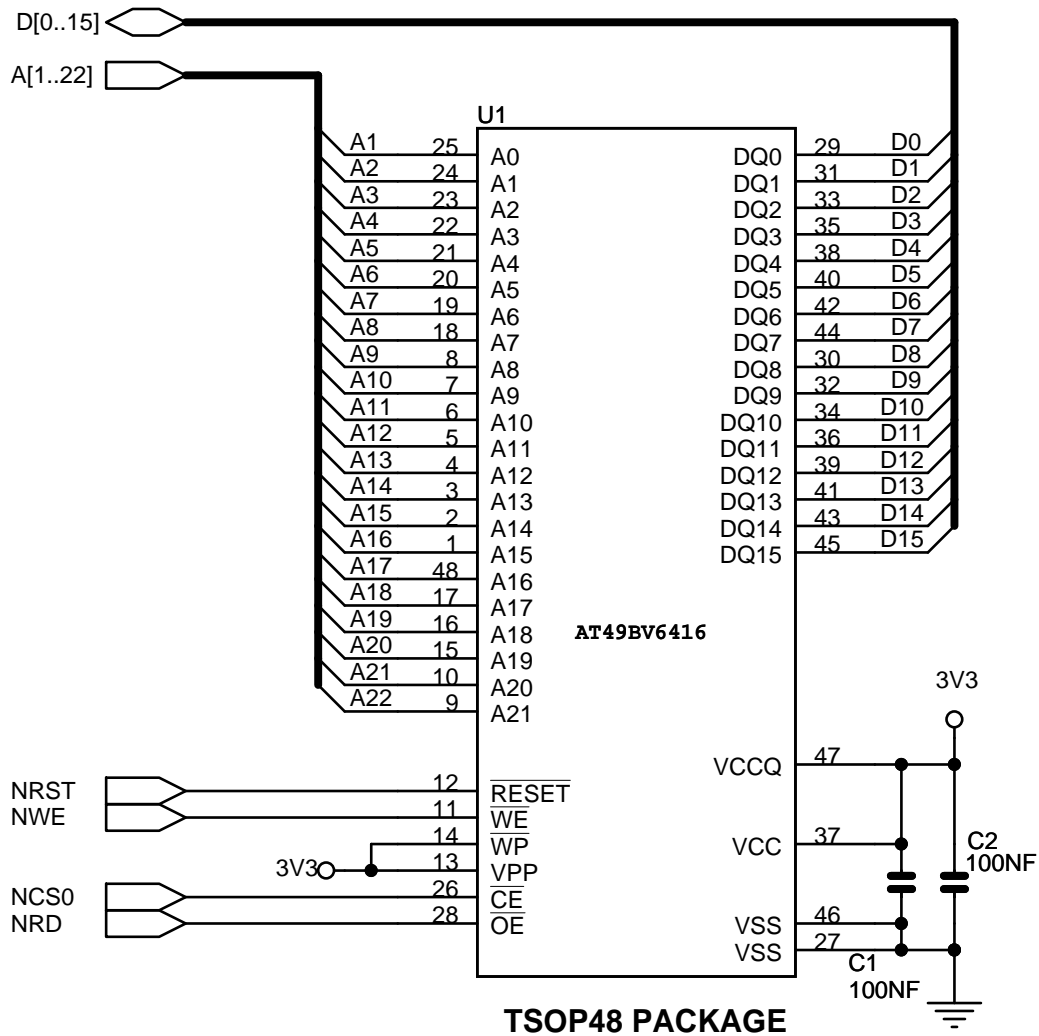 D[0..15]
A[1..22]
U1
A1 25 A0 DQ0 29 D0
A2 24 A1 DQ1 31 D1
A3 23 A2 DQ2 33 D2
A4 22 A3 DQ3 35 D3
A5 21 A4 DQ4 38 D4
A6 20 A5 DQ5 40 D5
A7 19 A6 DQ6 42 D6
A8 18 A7 DQ7 44 D7
A9 8 A8 DQ8 30 D8
A10 7 A9 DQ9 32 D9
A11 6 A10 DQ10 34 D10
A12 5 A11 DQ11 36 D11
A13 4 A12 DQ12 39 D12
A14 3 A13 DQ13 41 D13
A15 2 A14 DQ14 43 D14
A16 1 A15 DQ15 45 D15
A17 48 A16
A18 17 A17
A19 16 A18 AT49BV6416
A20 15 A19
A21 10 A20 3V3
A22 9 A21
VCCQ 47
NRST 12 RESET
NWE 11 WE
14 WP VCC 37 C2
3V3 13 VPP 100NF
NCS0 26 CE
NRD 28 OE VSS 46
VSS 27
C1
100NF
TSOP48 PACKAGE